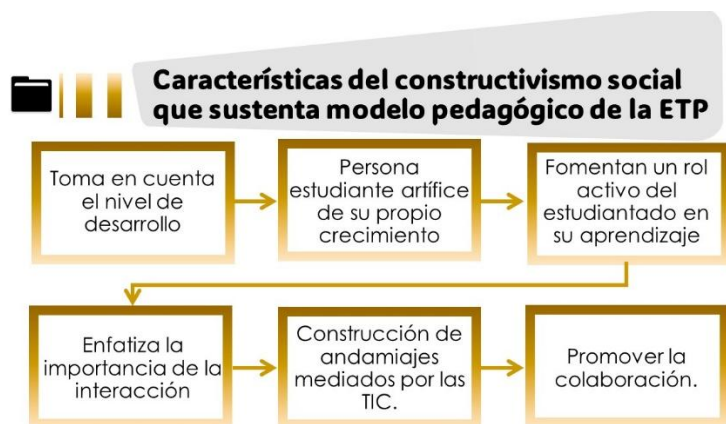 Características del constructivismo social
que sustenta modelo pedagógico de la ETP
Toma en cuenta
el nivel de
desarrollo
Persona
estudiante artífice
de su propio
crecimiento
Fomentan un rol
activo del
estudiantado en
su aprendizaje
Enfatiza la
importancia de la
interacción
Construcción de
andamiajes
mediados por las
TIC.
Promover la
colaboración.